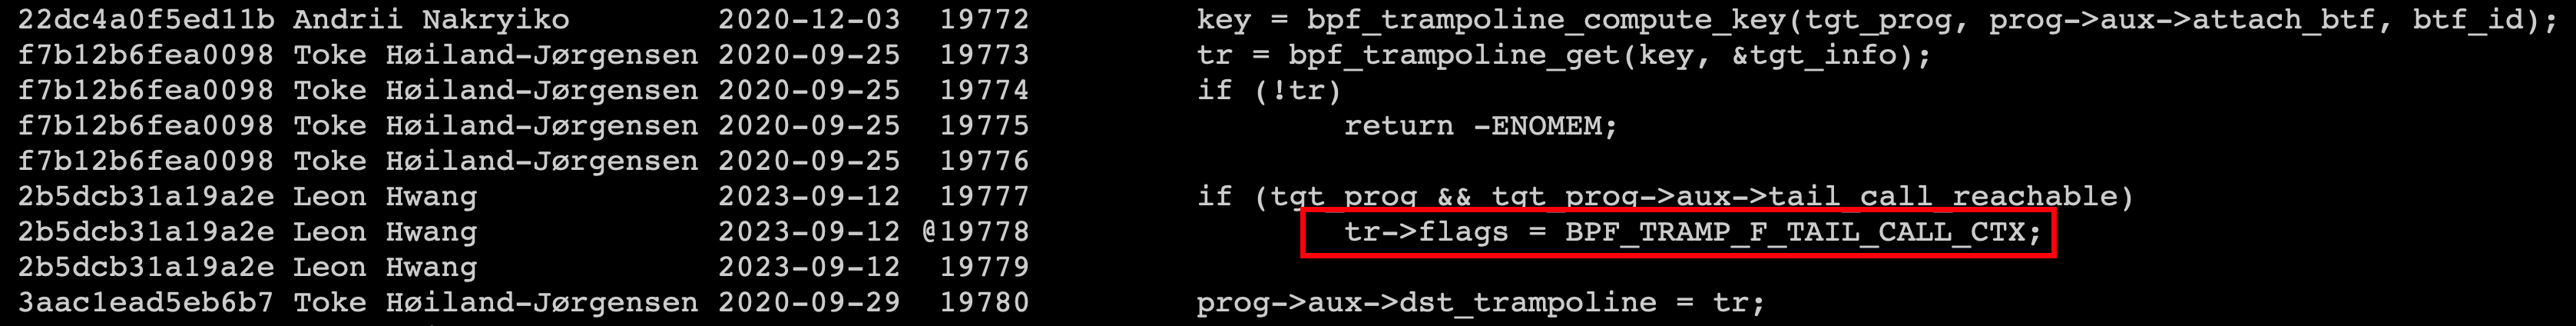 22dc4a0f5ed11b Andrii Nakryiko 2020-12-03 19772 key = bpf_trampoline_compute_key(tgt_prog, prog->aux->attach_btf, btf_id);
f7b12b6fea0098 Toke Høiland-Jørgensen 2020-09-25 19773 tr = bpf_trampoline_get(key, &tgt_info);
f7b12b6fea0098 Toke Høiland-Jørgensen 2020-09-25 19774 if (!tr)
f7b12b6fea0098 Toke Høiland-Jørgensen 2020-09-25 19775 return -ENOMEM;
f7b12b6fea0098 Toke Høiland-Jørgensen 2020-09-25 19776
2b5dcb31a19a2e Leon Hwang 2023-09-12 19777 if (tgt_prog && tgt_prog->aux->tail_call_reachable)
2b5dcb31a19a2e Leon Hwang 2023-09-12 @19778 tr->flags = BPF_TRAMP_F_TAIL_CALL_CTX;
2b5dcb31a19a2e Leon Hwang 2023-09-12 19779
3aac1ead5eb6b7 Toke Høiland-Jørgensen 2020-09-29 19780 prog->aux->dst_trampoline = tr;